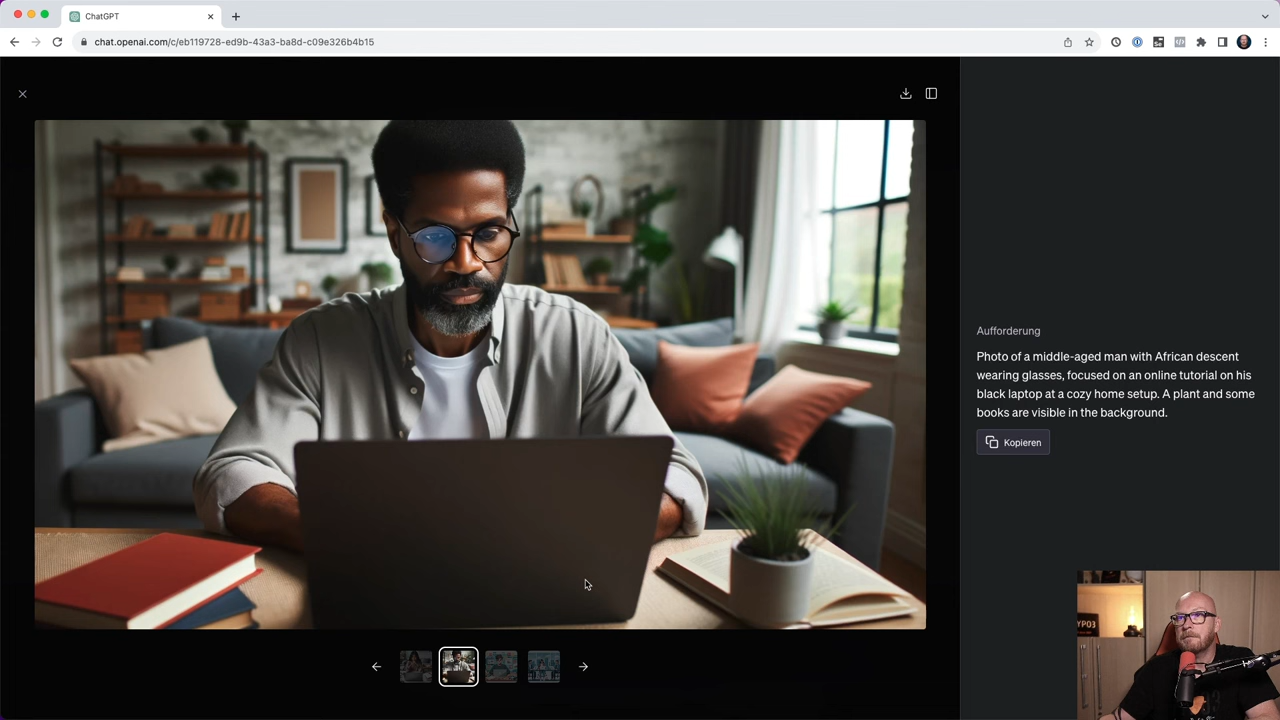 ChatGPT
chat.openai.com/c/eb119728-ed9b-43a3-ba8d-c09e326b4b15
Aufforderung
Photo of a middle-aged man with African descent
wearing glasses, focused on an online tutorial on his
black laptop at a cozy home setup. A plant and some
books are visible in the background.
Kopieren
YPO3